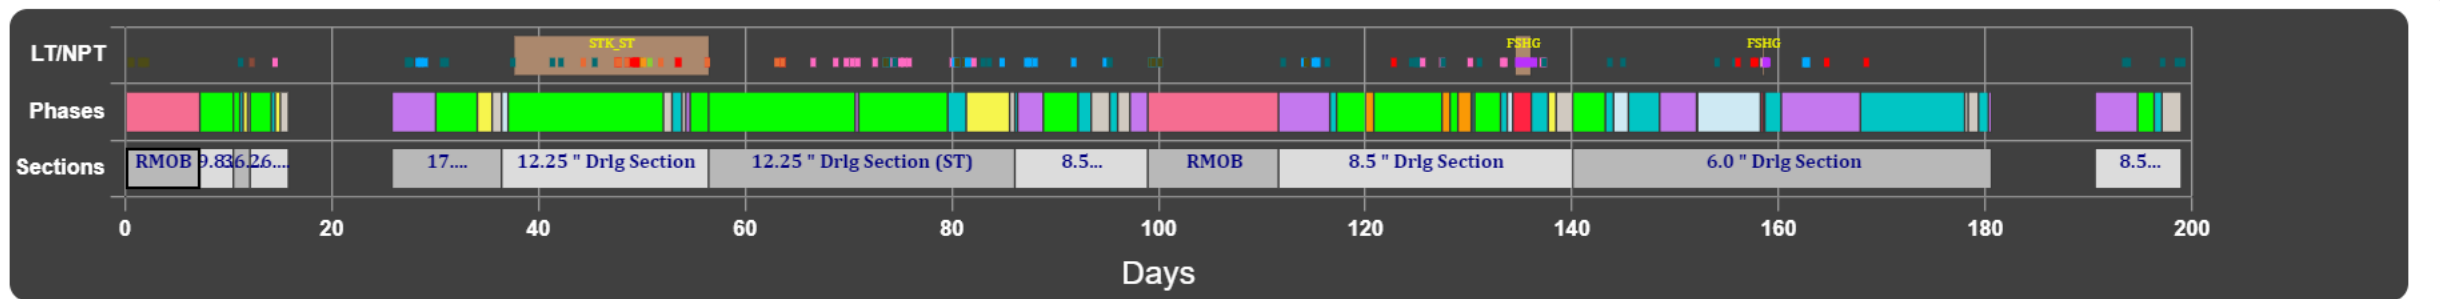 LT/NPT
STK_ST
FSHG
FSHG
Phases
Sections
RMOB
9.8
36.
26....
17....
12.25 " Drlg Section
12.25 " Drlg Section (ST)
8.5...
RMOB
8.5 " Drlg Section
6.0 " Drlg Section
8.5...
0 20 40 60 80 100 120 140 160 180 200
Days